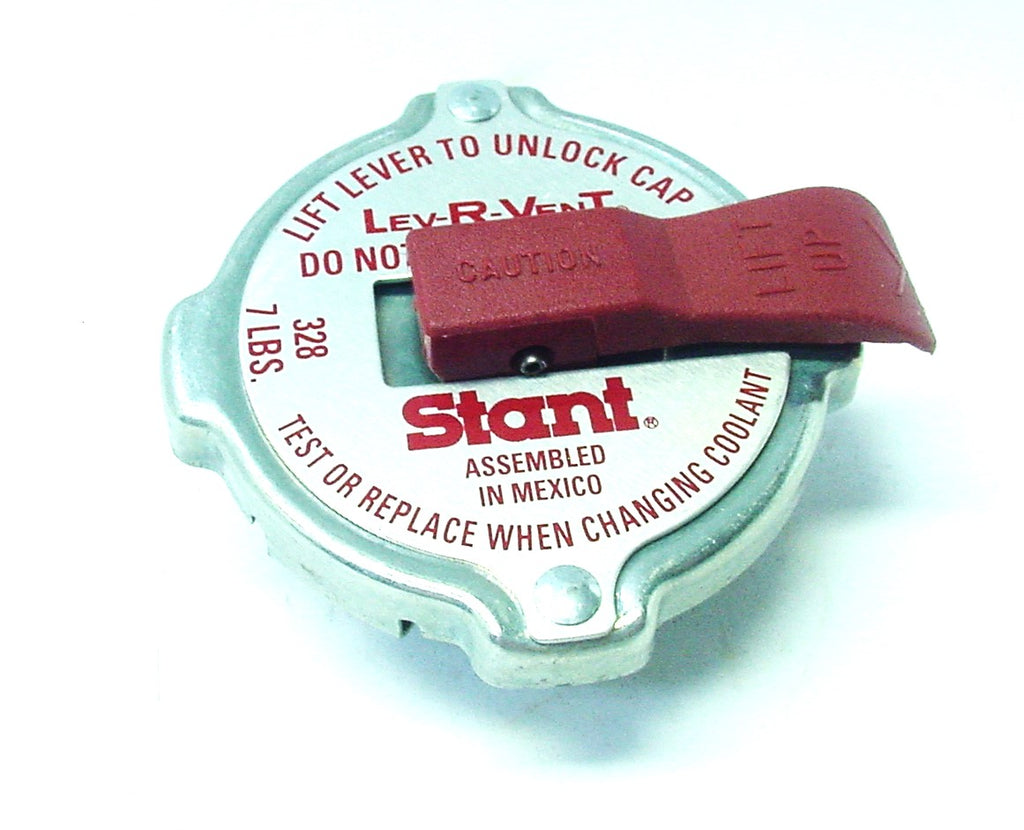 LIFT LEVER TO UNLOCK CAP
LEV-R-VENT®
DO NOT
CAUTION
LIFT
UP
328
7 LBS.
Stant®
ASSEMBLED
IN MEXICO
TEST OR REPLACE WHEN CHANGING COOLANT